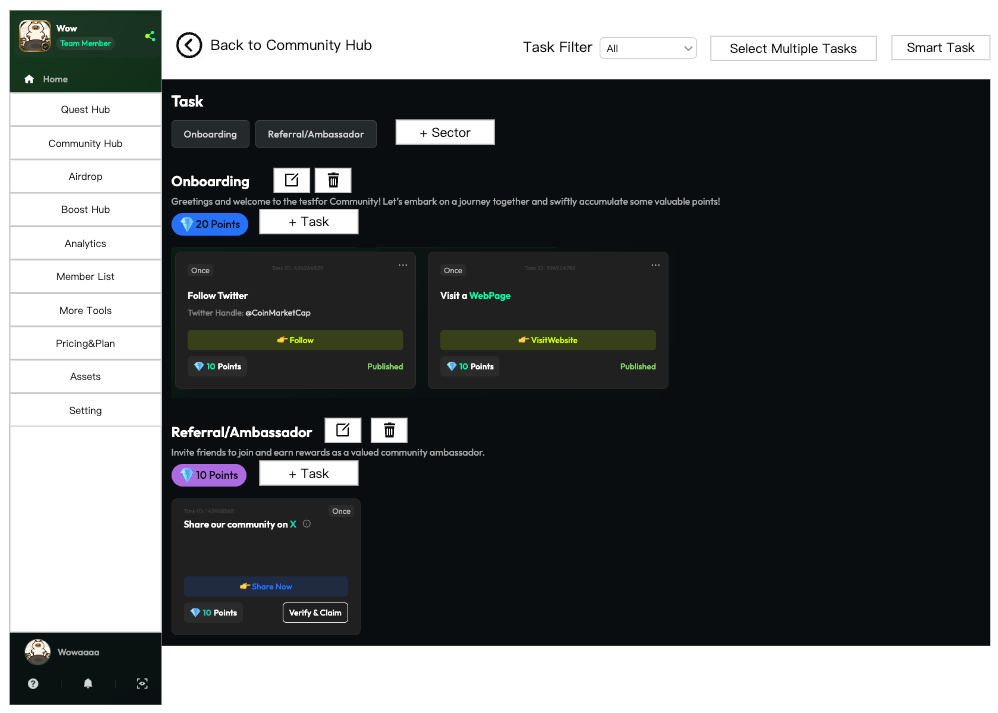 Wow
Team Member
Home
Quest Hub
Community Hub
Airdrop
Boost Hub
Analytics
Member List
More Tools
Pricing&Plan
Assets
Setting
Wowaaaa
Back to Community Hub
Task Filter All Select Multiple Tasks Smart Task
Task
Onboarding Referral/Ambassador + Sector
Onboarding
Greetings and welcome to the testfor Community! Let's embark on a journey together and swiftly accumulate some valuable points!
20 Points + Task
Once
Follow Twitter
Twitter Handle: @CoinMarketCap
Follow
10 Points Published
Once
Visit a WebPage
VisitWebsite
10 Points Published
Referral/Ambassador
Invite friends to join and earn rewards as a valued community ambassador.
10 Points + Task
Once
Share our community on X
Share Now
10 Points Verify & Claim